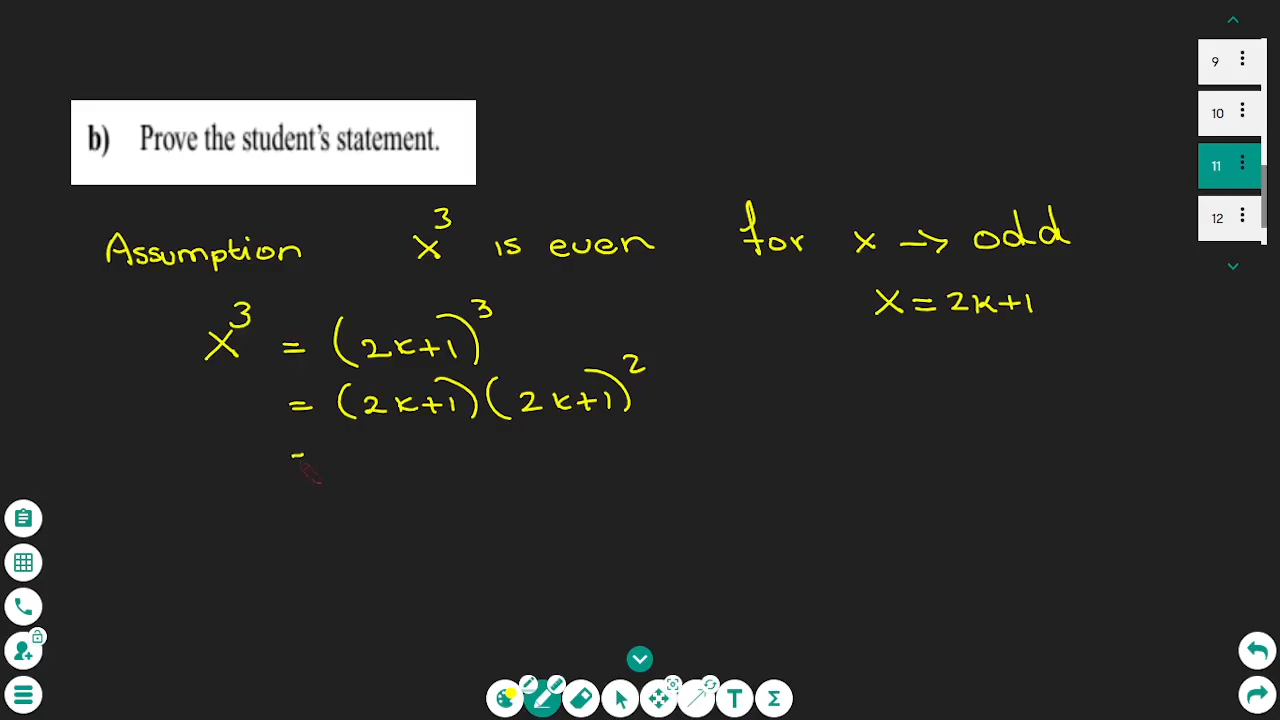 9
10
11
12
b) Prove the student's statement.
Assumption x³ is even for x → odd
x = 2k+1
x³ = (2k+1)³
= (2k+1)(2k+1)²
=
T
Σ